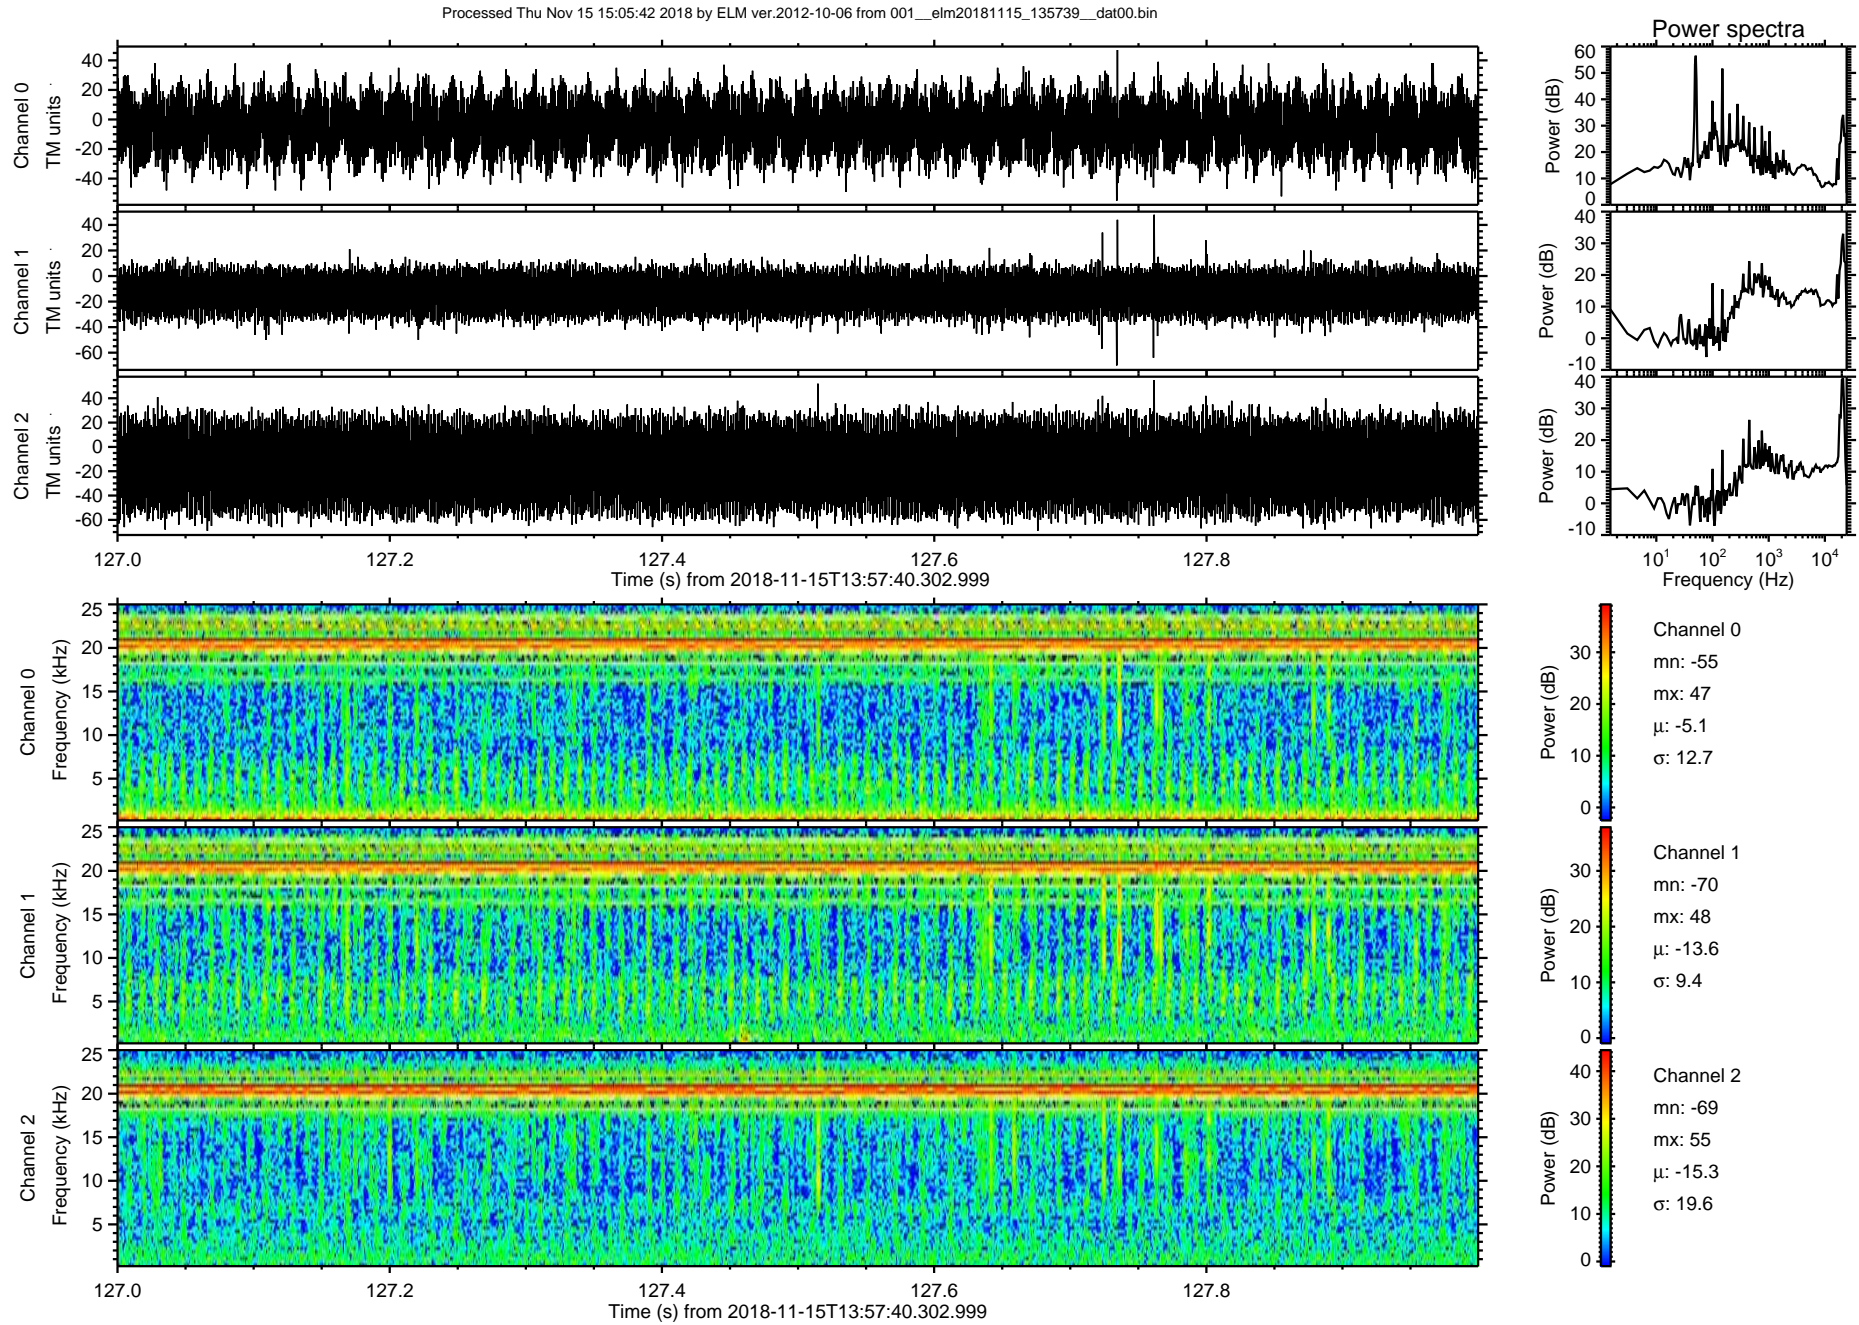 Processed Thu Nov 15 15:05:42 2018 by ELM ver.2012-10-06 from 001__elm20181115_135739__dat00.bin
Power spectra
Channel 0
TM units
40
20
0
-20
-40
Power (dB)
60
50
40
30
20
10
0
Channel 1
TM units
40
20
0
-20
-40
-60
Power (dB)
40
30
20
10
0
-10
Channel 2
TM units
40
20
0
-20
-40
-60
Power (dB)
40
30
20
10
0
-10
127.0 127.2 127.4 127.6 127.8
Time (s) from 2018-11-15T13:57:40.302.999
10¹ 10² 10³ 10⁴
Frequency (Hz)
Channel 0
Frequency (kHz)
25
20
15
10
5
Power (dB)
30
20
10
0
Channel 0
mn: -55
mx: 47
μ: -5.1
σ: 12.7
Channel 1
Frequency (kHz)
25
20
15
10
5
Power (dB)
30
20
10
0
Channel 1
mn: -70
mx: 48
μ: -13.6
σ: 9.4
Channel 2
Frequency (kHz)
25
20
15
10
5
Power (dB)
40
30
20
10
0
Channel 2
mn: -69
mx: 55
μ: -15.3
σ: 19.6
127.0 127.2 127.4 127.6 127.8
Time (s) from 2018-11-15T13:57:40.302.999